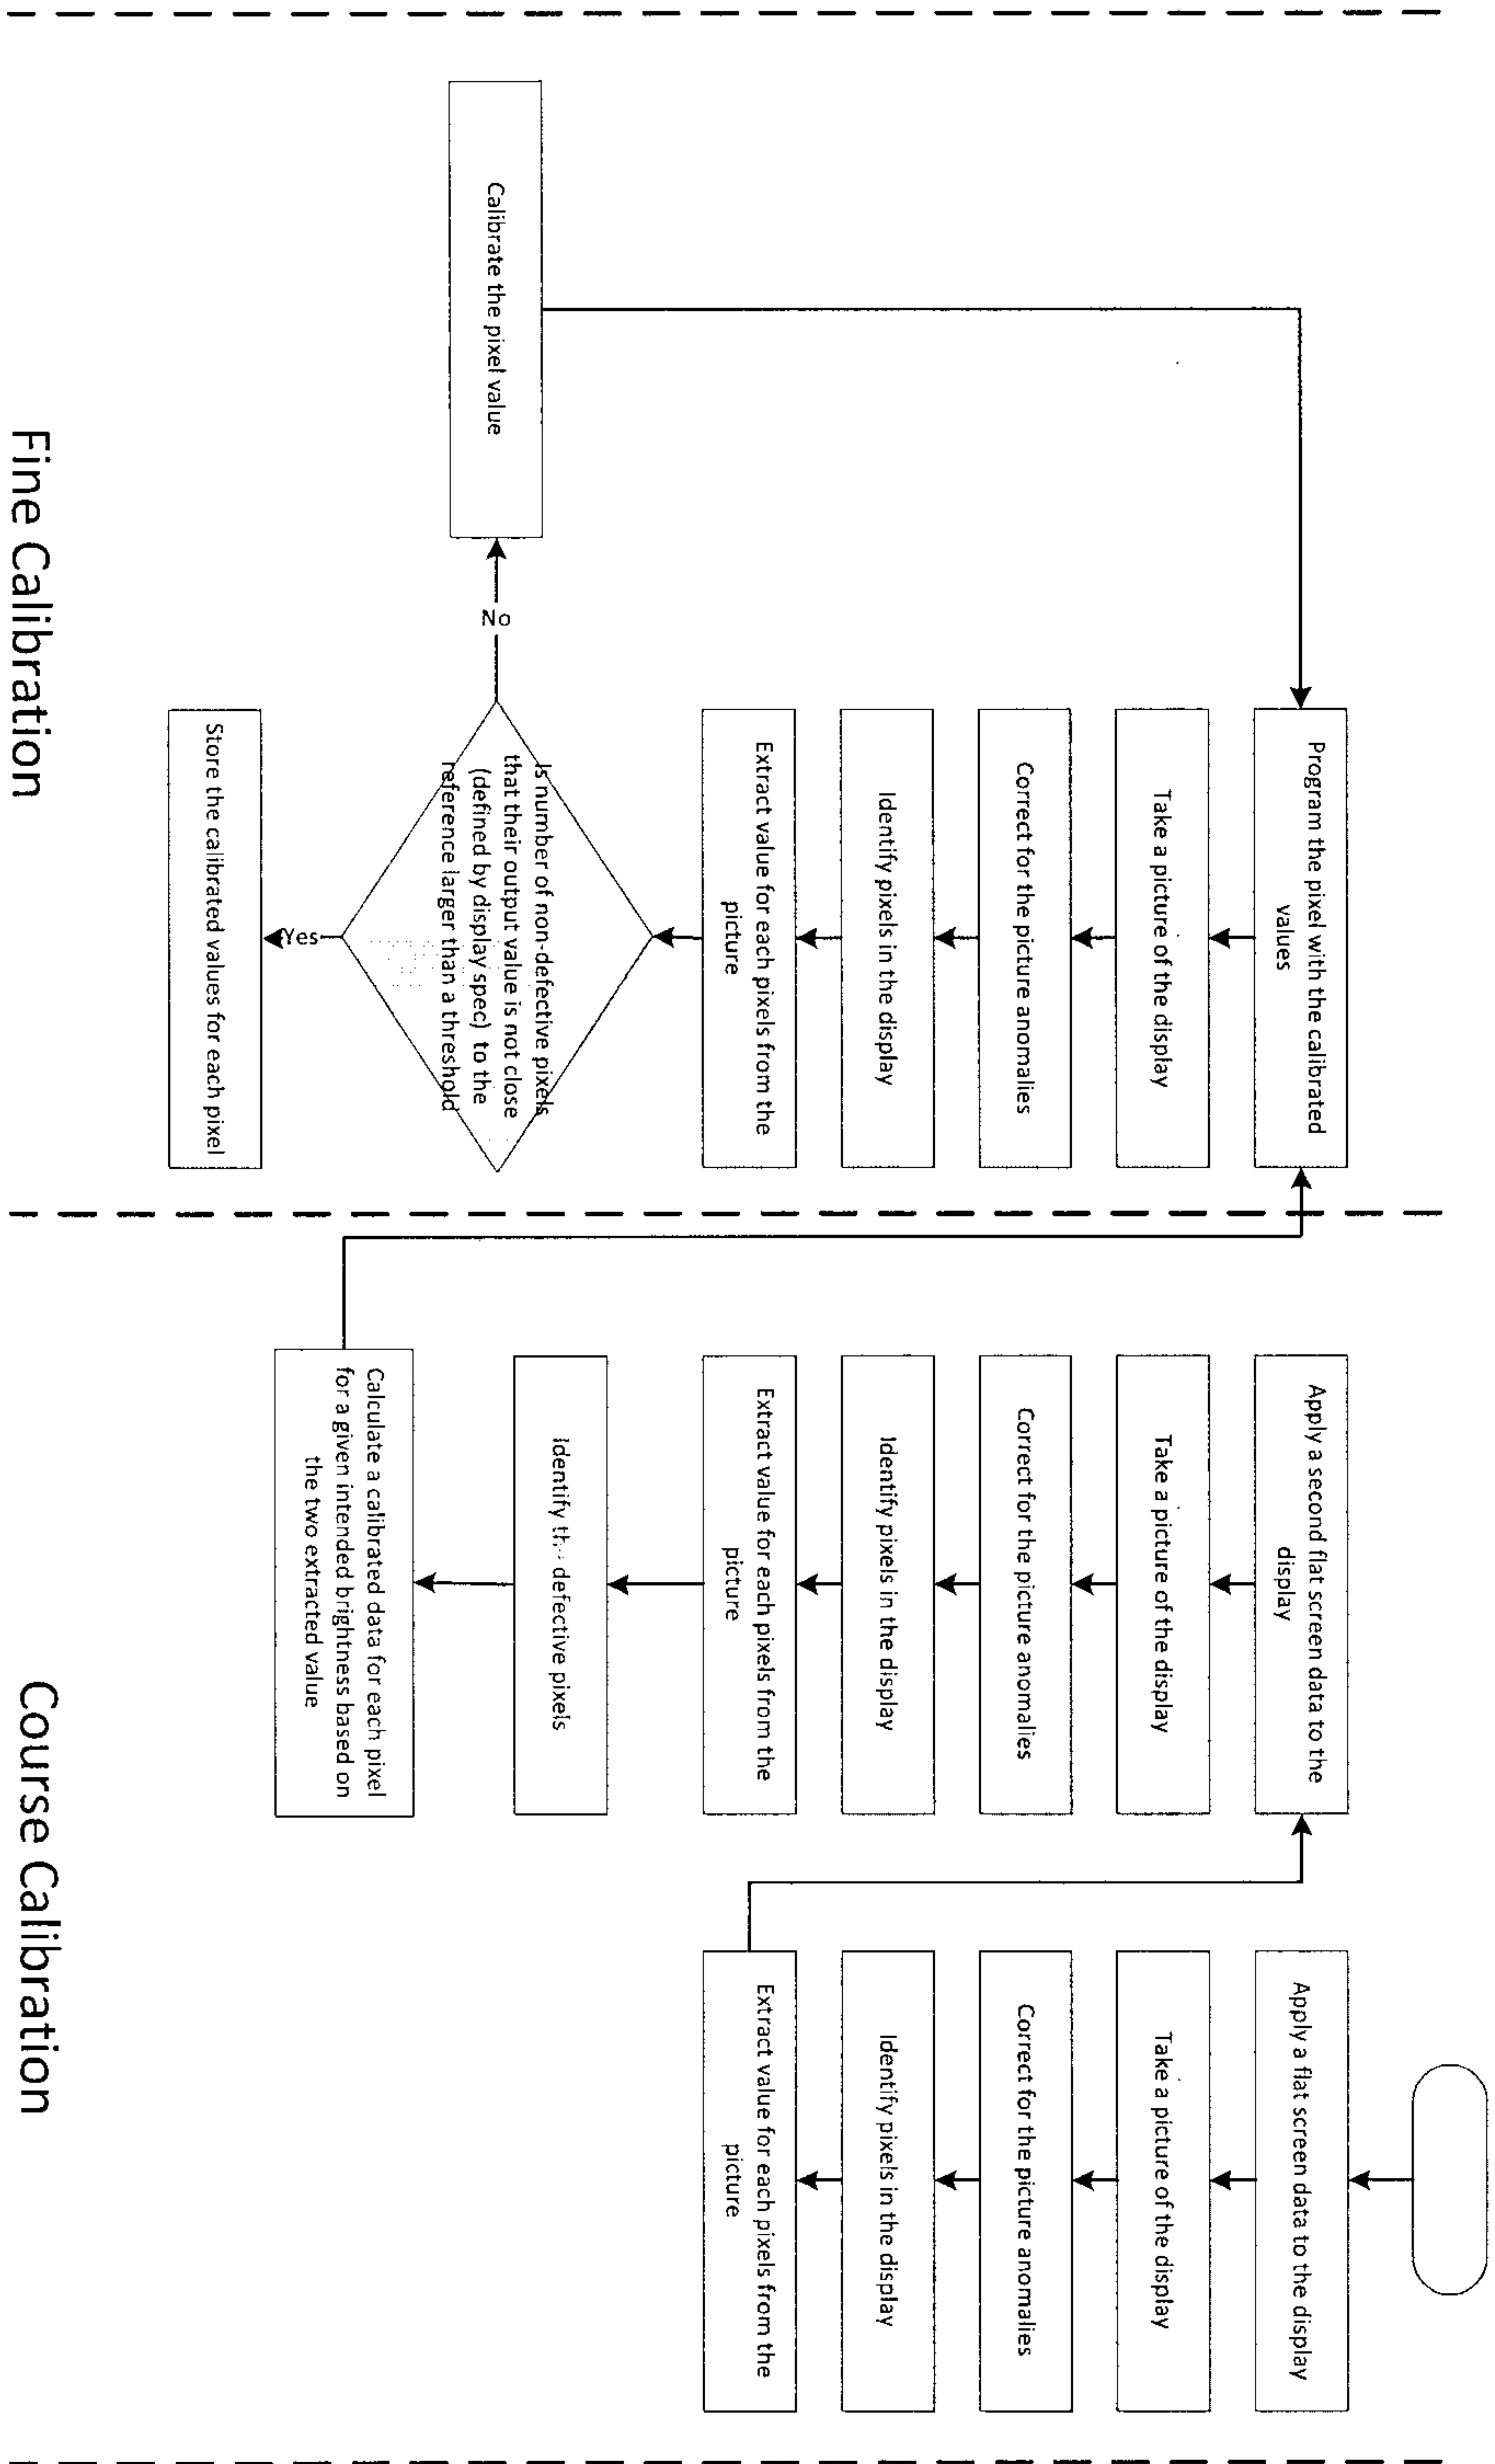 Apply a flat screen data to the display
Take a picture of the display
Correct for the picture anomalies
Identify pixels in the display
Extract value for each pixels from the
picture
Apply a second flat screen data to the
display
Take a picture of the display
Correct for the picture anomalies
Identify pixels in the display
Extract value for each pixels from the
picture
Identify the defective pixels
Calculate a calibrated data for each pixel
for a given intended brightness based on
the two extracted value
Course Calibration
Program the pixel with the calibrated
values
Take a picture of the display
Correct for the picture anomalies
Identify pixels in the display
Extract value for each pixels from the
picture
Is number of non-defective pixels
that their output value is not close
(defined by display spec) to the
reference larger than a threshold
No
Calibrate the pixel value
Yes
Store the calibrated values for each pixel
Fine Calibration